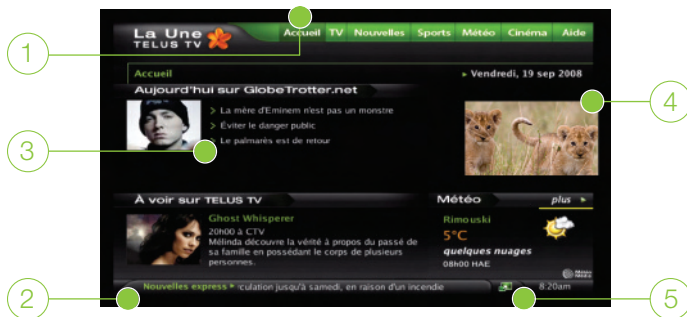 La Une
TELUS TV
Accueil TV Nouvelles Sports Météo Cinéma Aide
1
Accueil
Vendredi, 19 sep 2008
Aujourd'hui sur GlobeTrotter.net
La mère d'Eminem n'est pas un monstre
Éviter le danger public
Le palmarès est de retour
3
4
À voir sur TELUS TV
Ghost Whisperer
20h00 à CTV
Mélinda découvre la vérité à propos du passé de
sa famille en possédant le corps de plusieurs
personnes.
Météo
plus
Rimouski
5°C
quelques nuages
08h00 HAE
Météo
Média
2
Nouvelles express
culation jusqu'à samedi, en raison d'un incendie
8:20am
5